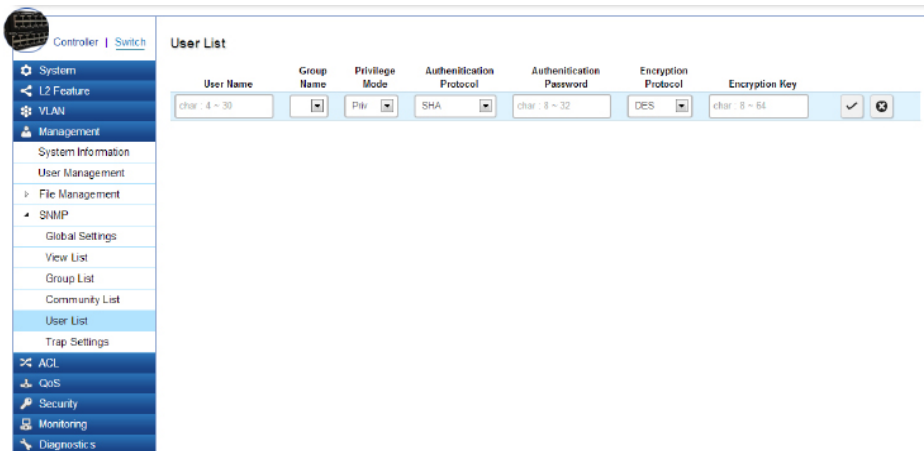 Controller | Switch
User List
System
L2 Feature
VLAN
Management
System Information
User Management
File Management
SNMP
Global Settings
View List
Group List
Community List
User List
Trap Settings
ACL
QoS
Security
Monitoring
Diagnostics
User Name
Group
Name
Privilege
Mode
Authenitication
Protocol
Authenitication
Password
Encryption
Protocol
Encryption Key
char : 4 ~ 30
Priv
SHA
char : 8 ~ 32
DES
char : 8 ~ 64